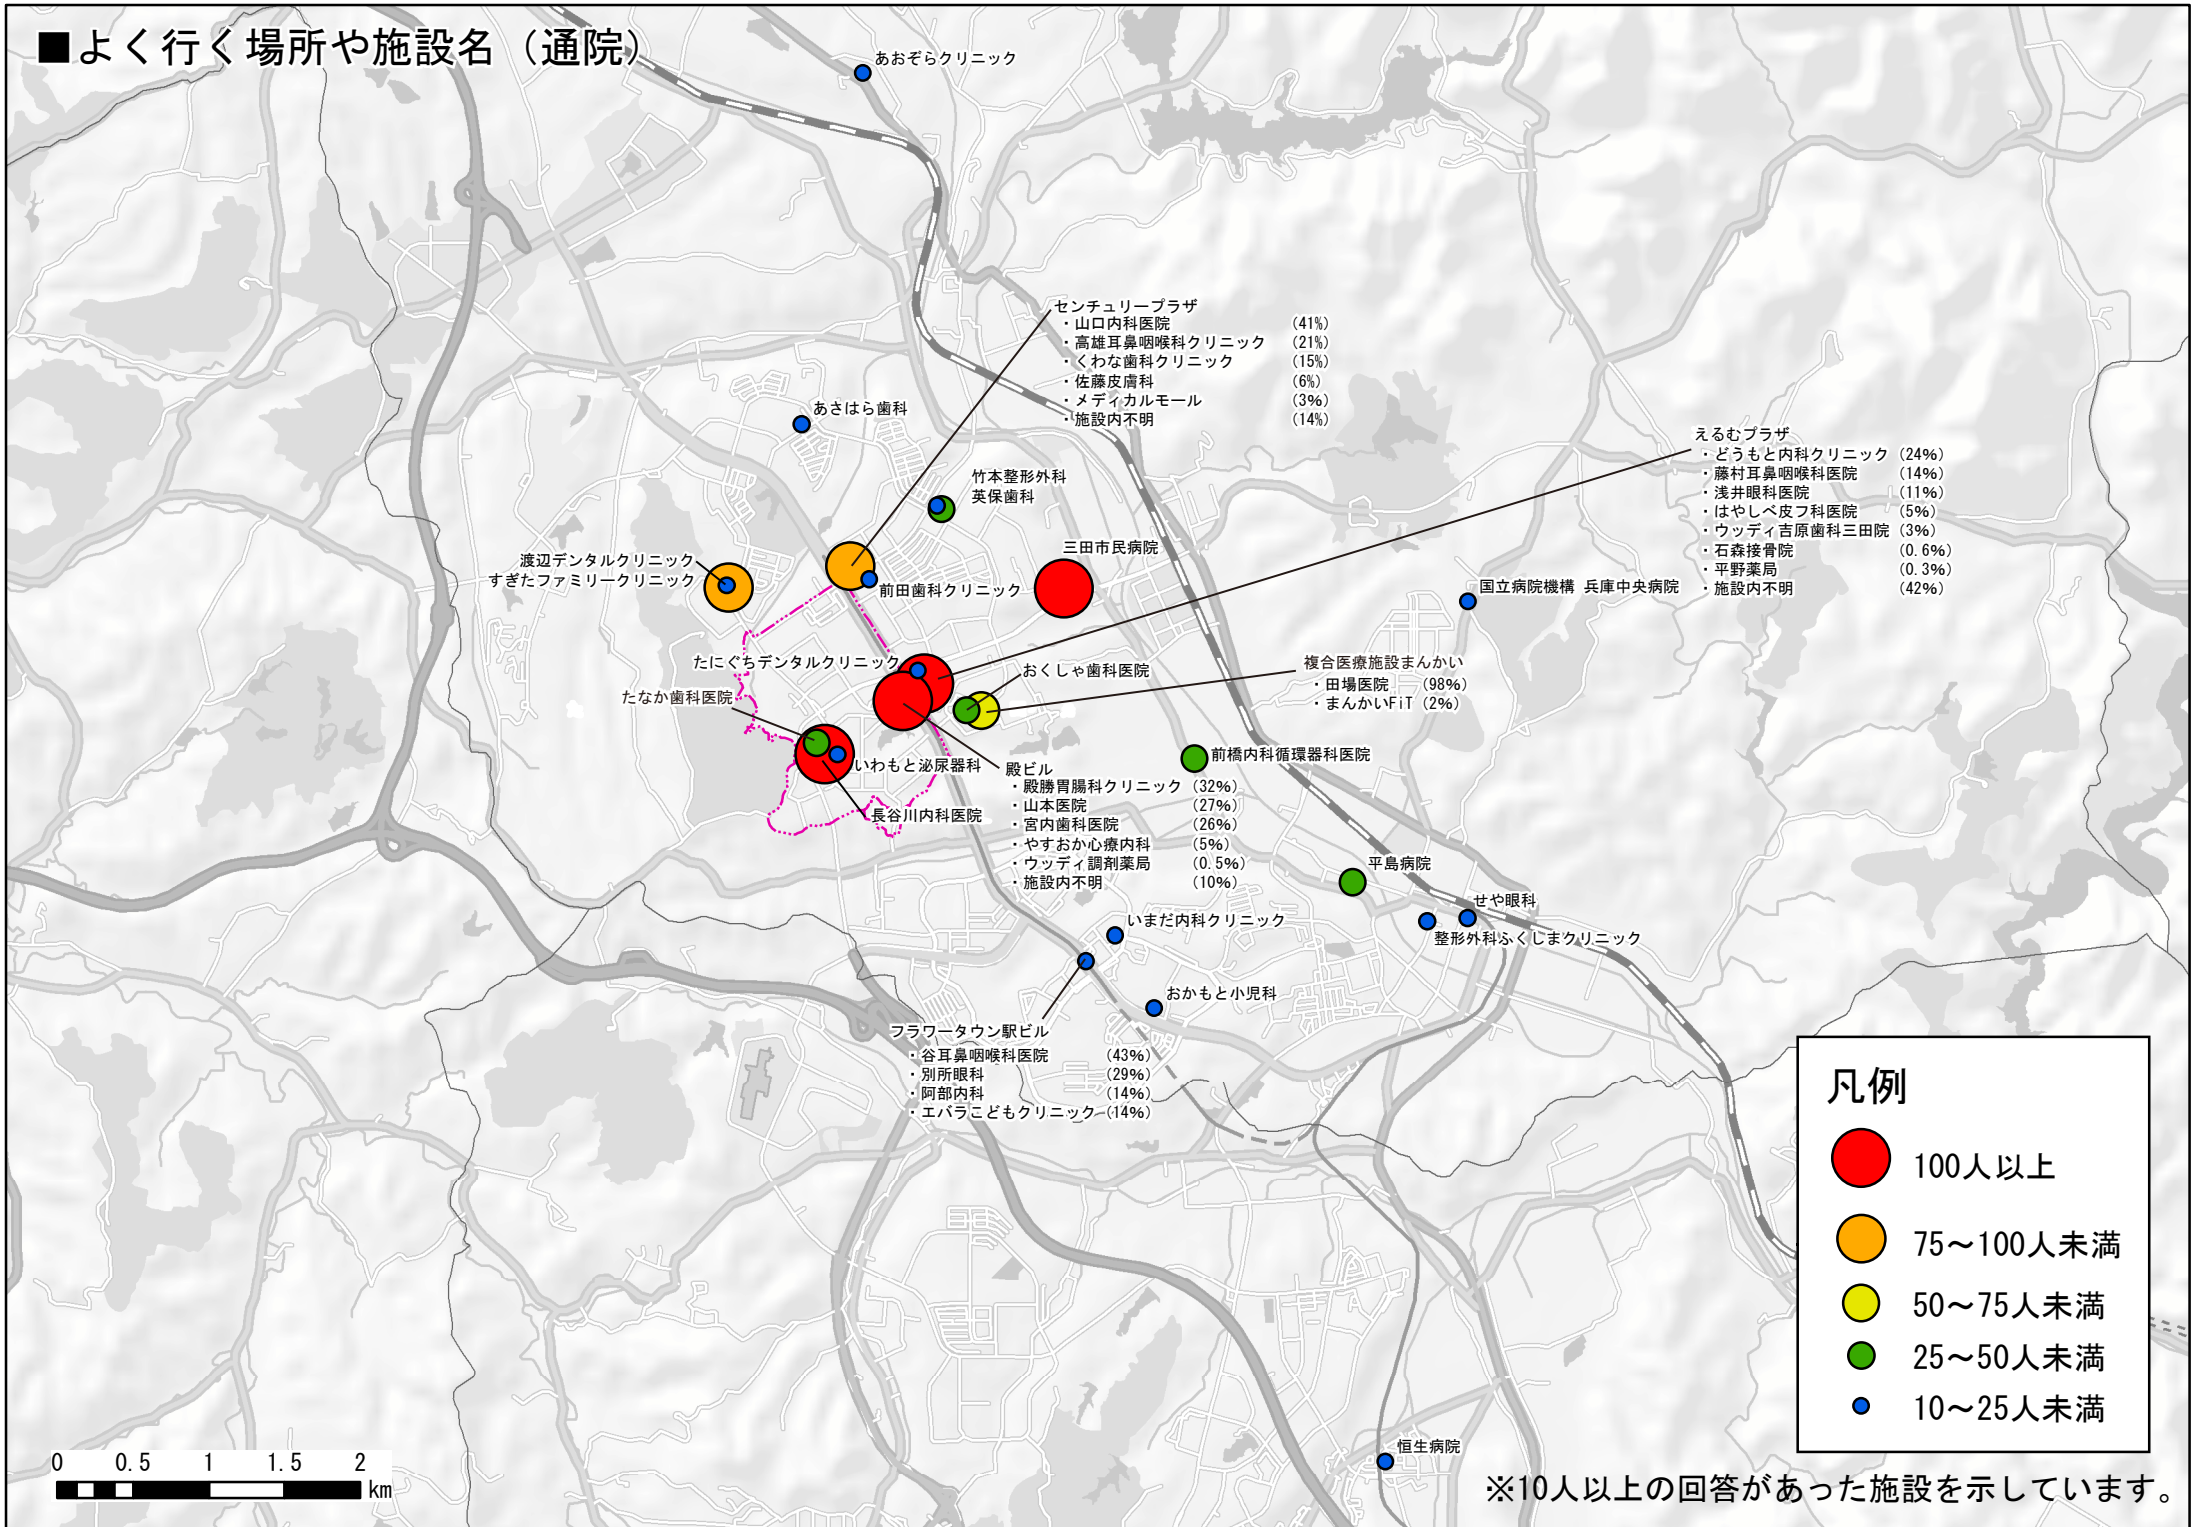 ■よく行く場所や施設名（通院）
あおぞらクリニック
センチュリープラザ
・山口内科医院 (41%)
・高雄耳鼻咽喉科クリニック (21%)
・くわな歯科クリニック (15%)
・佐藤皮膚科 (6%)
・メディカルモール (3%)
・施設内不明 (14%)
あさはら歯科
えるむプラザ
・どうもと内科クリニック (24%)
・藤村耳鼻咽喉科医院 (14%)
・浅井眼科医院 (11%)
・はやしべ皮フ科医院 (5%)
・ウッディ吉原歯科三田院 (3%)
・石森接骨院 (0.6%)
・平野薬局 (0.3%)
・施設内不明 (42%)
竹本整形外科
英保歯科
三田市民病院
渡辺デンタルクリニック
すぎたファミリークリニック
前田歯科クリニック
国立病院機構 兵庫中央病院
たにぐちデンタルクリニック
おくしゃ歯科医院
複合医療施設まんかい
・田場医院 (98%)
・まんかいFiT (2%)
たなか歯科医院
いわもと泌尿器科
長谷川内科医院
前橋内科循環器科医院
殿ビル
・殿勝胃腸科クリニック (32%)
・山本医院 (27%)
・宮内歯科医院 (26%)
・やすおか心療内科 (5%)
・ウッディ調剤薬局 (0.5%)
・施設内不明 (10%)
平島病院
せや眼科
整形外科ふくしまクリニック
いまだ内科クリニック
おかもと小児科
フラワータウン駅ビル
・谷耳鼻咽喉科医院 (43%)
・別所眼科 (29%)
・阿部内科 (14%)
・エバラこどもクリニック (14%)
恒生病院
凡例
100人以上
75～100人未満
50～75人未満
25～50人未満
10～25人未満
0 0.5 1 1.5 2
km
※10人以上の回答があった施設を示しています。